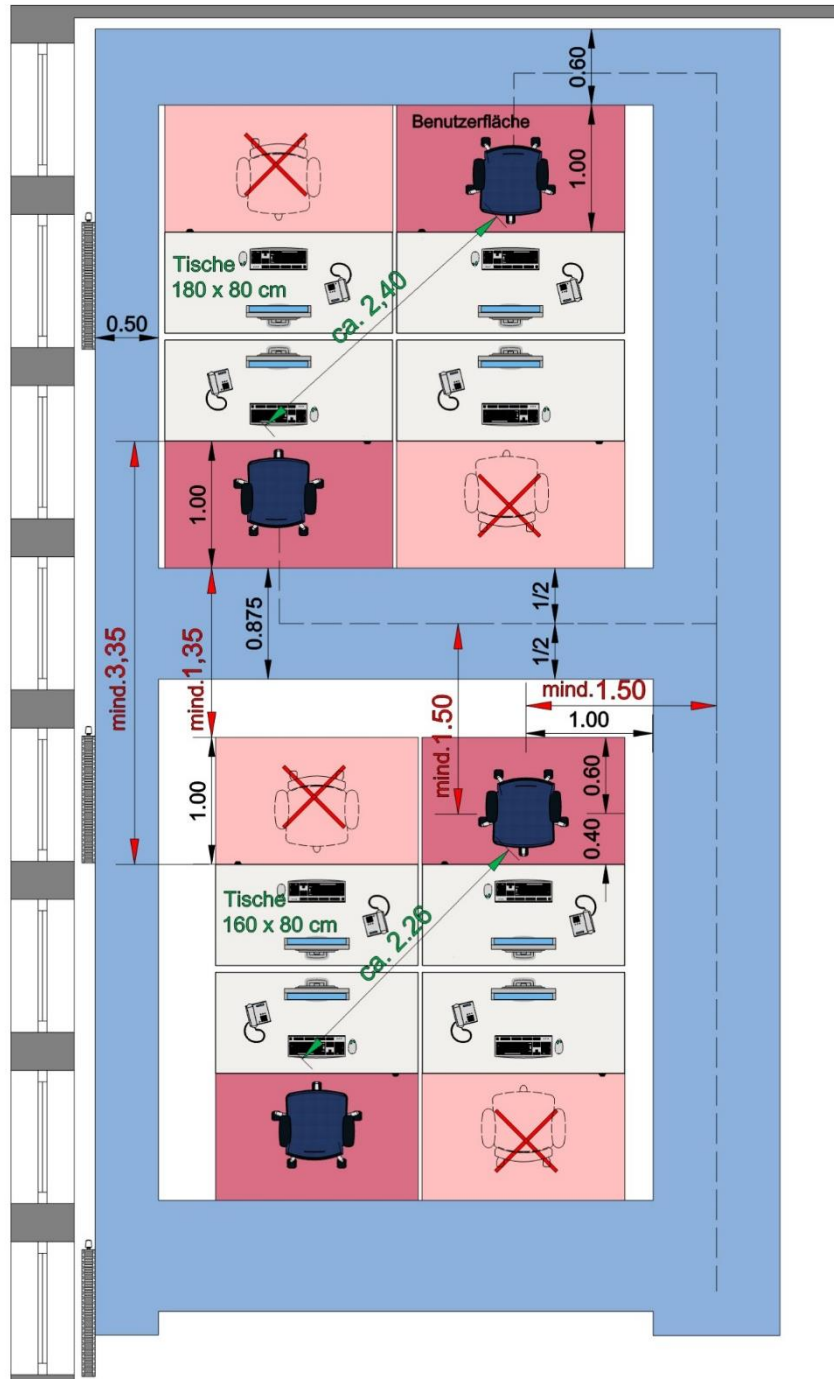 0.60
Benutzerfläche
1.00
Tische
180 x 80 cm
ca. 2,40
0.50
1.00
mind.3,35
mind.1,35
0.875
1/2
1/2
mind.1.50
mind.1.50
1.00
1.00
0.60
0.40
Tische
160 x 80 cm
ca. 2.26